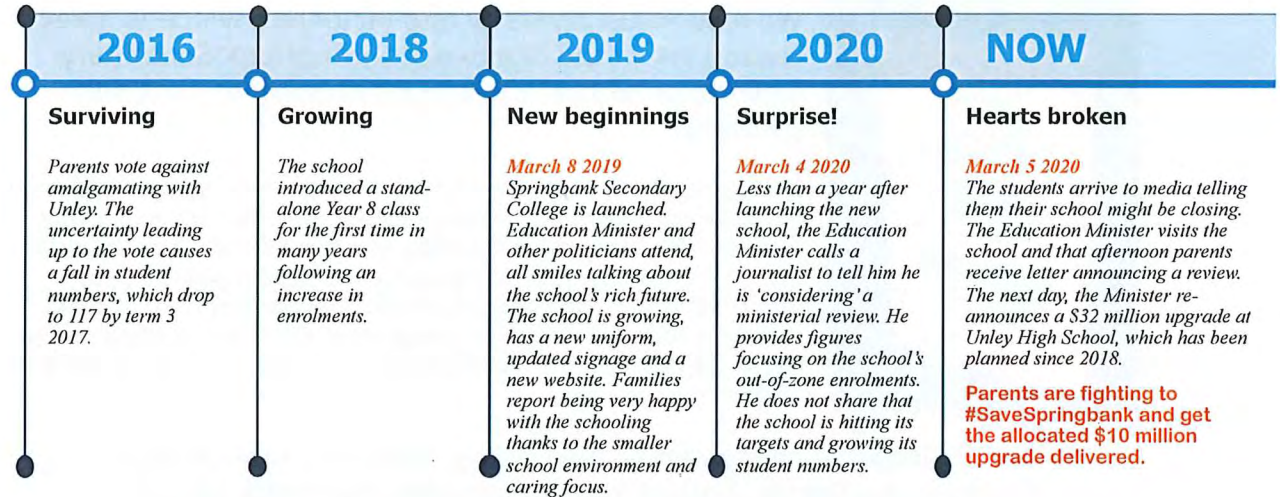 2016
2018
2019
2020
NOW
Surviving
Parents vote against
amalgamating with
Unley. The
uncertainty leading
up to the vote causes
a fall in student
numbers, which drop
to 117 by term 3
2017.
Growing
The school
introduced a stand-
alone Year 8 class
for the first time in
many years
following an
increase in
enrolments.
New beginnings
March 8 2019
Springbank Secondary
College is launched.
Education Minister and
other politicians attend,
all smiles talking about
the school's rich future.
The school is growing,
has a new uniform,
updated signage and a
new website. Families
report being very happy
with the schooling
thanks to the smaller
school environment and
caring focus.
Surprise!
March 4 2020
Less than a year after
launching the new
school, the Education
Minister calls a
journalist to tell him he
is 'considering' a
ministerial review. He
provides figures
focusing on the school's
out-of-zone enrolments.
He does not share that
the school is hitting its
targets and growing its
student numbers.
Hearts broken
March 5 2020
The students arrive to media telling
them their school might be closing.
The Education Minister visits the
school and that afternoon parents
receive letter announcing a review.
The next day, the Minister re-
announces a $32 million upgrade at
Unley High School, which has been
planned since 2018.
Parents are fighting to
#SaveSpringbank and get
the allocated $10 million
upgrade delivered.